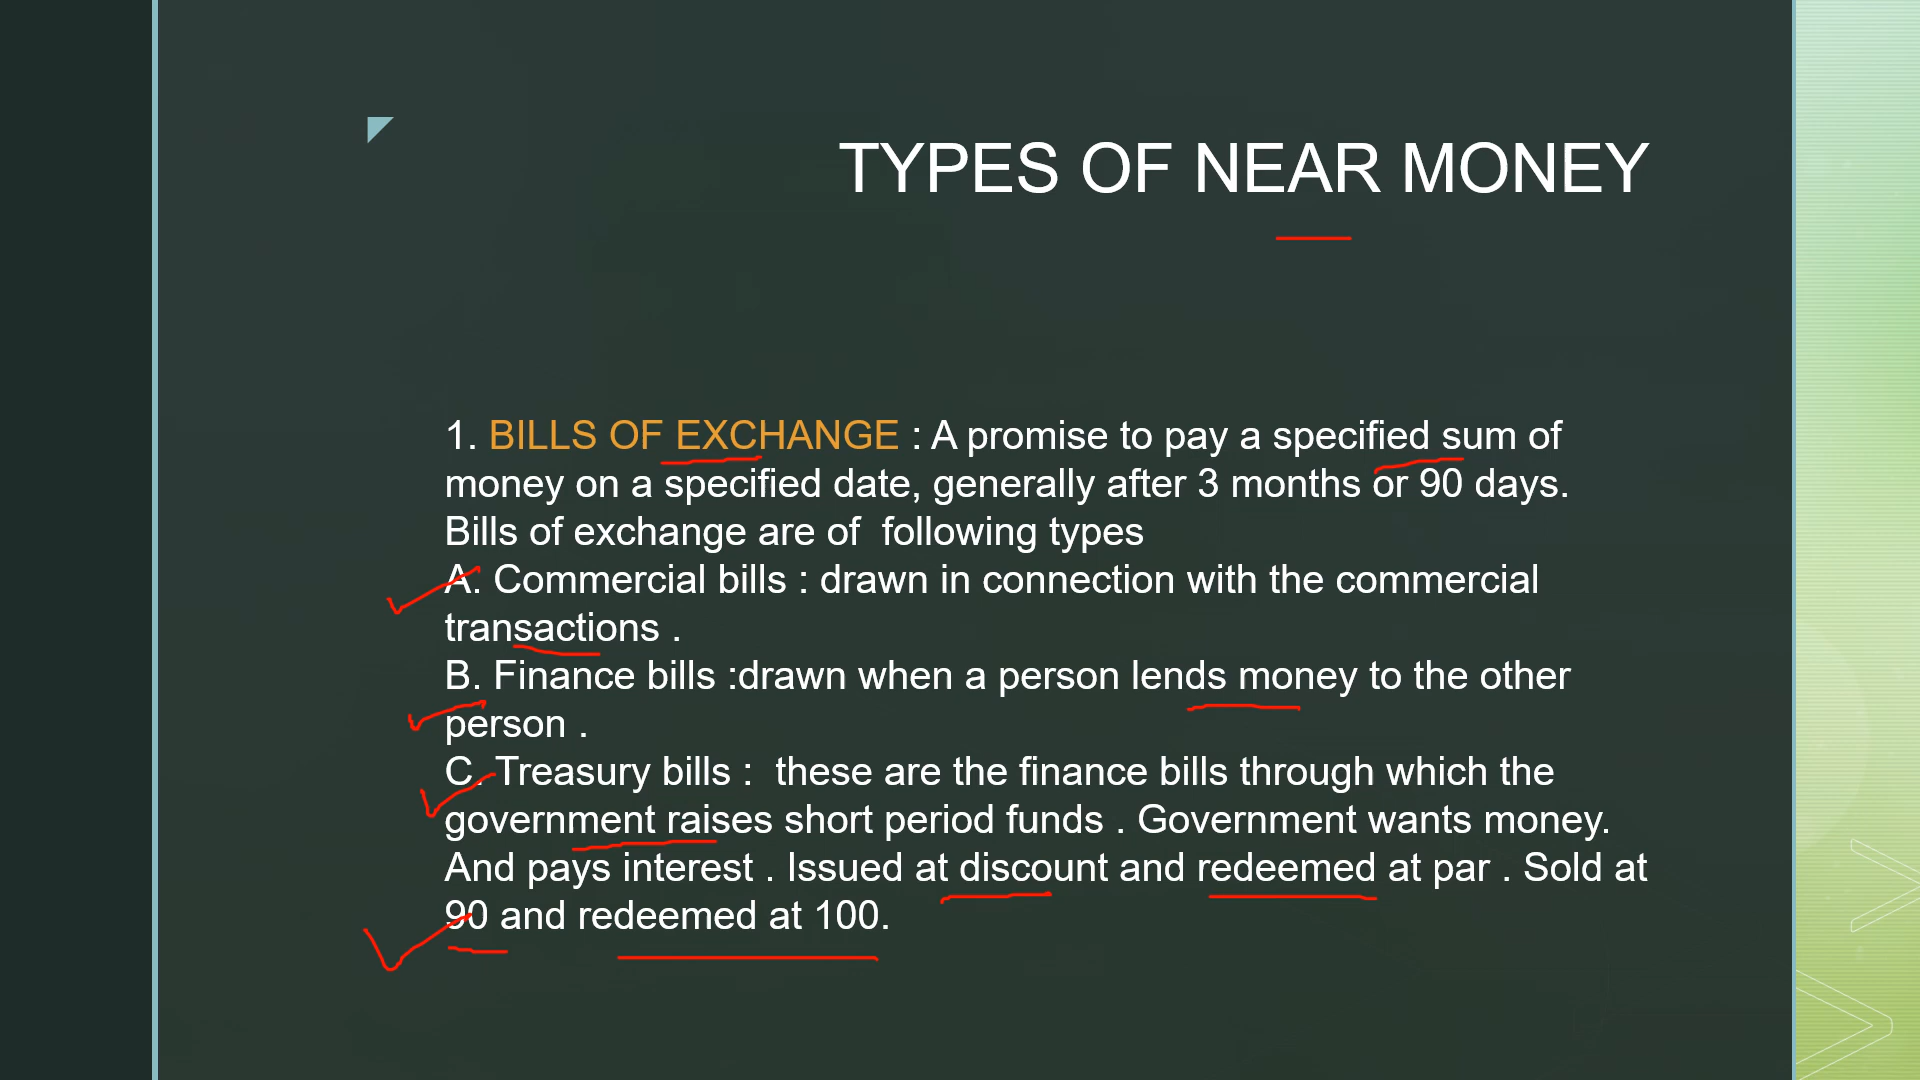 TYPES OF NEAR MONEY
1. BILLS OF EXCHANGE : A promise to pay a specified sum of
money on a specified date, generally after 3 months or 90 days.
Bills of exchange are of  following types
A. Commercial bills : drawn in connection with the commercial
transactions .
B. Finance bills :drawn when a person lends money to the other
person .
C. Treasury bills :  these are the finance bills through which the
government raises short period funds . Government wants money.
And pays interest . Issued at discount and redeemed at par . Sold at
90 and redeemed at 100.